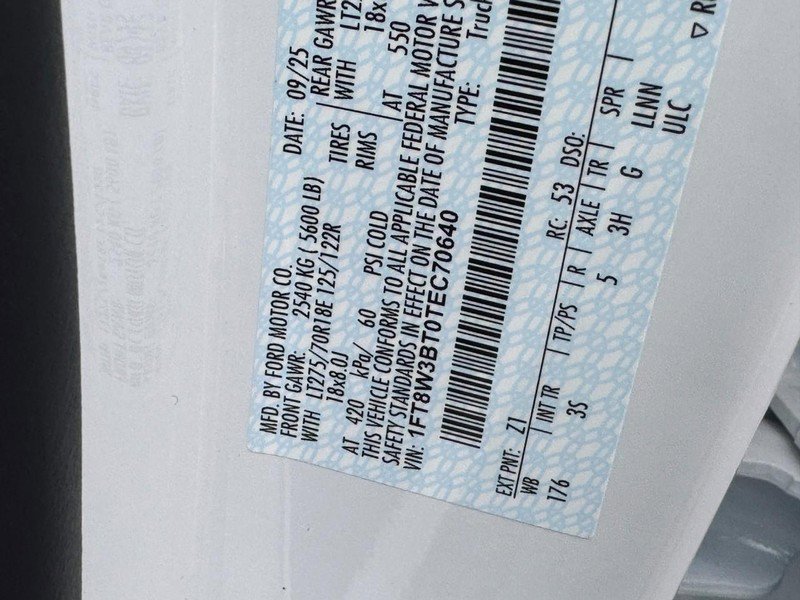 MFD. BY FORD MOTOR CO.
DATE: 09/25
FRONT GAWR: 2540 KG ( 5600 LB)
REAR GAWR
WITH LT275/70R18E 125/122R
TIRES
WITH
18x8.0J
RIMS
AT 420 kPa/ 60 PSI COLD
AT 550
THIS VEHICLE CONFORMS TO ALL APPLICABLE FEDERAL MOTOR
SAFETY STANDARDS IN EFFECT ON THE DATE OF MANUFACTURE
VIN: 1FT8W3BT0TEC70640
TYPE: Truck
EXT PNT: Z1
RC: 53
DSO:
WB
INT TR
TP/PS
R
AXLE
TR
SPR
176
3S
5
3H
G
LLNN
ULC